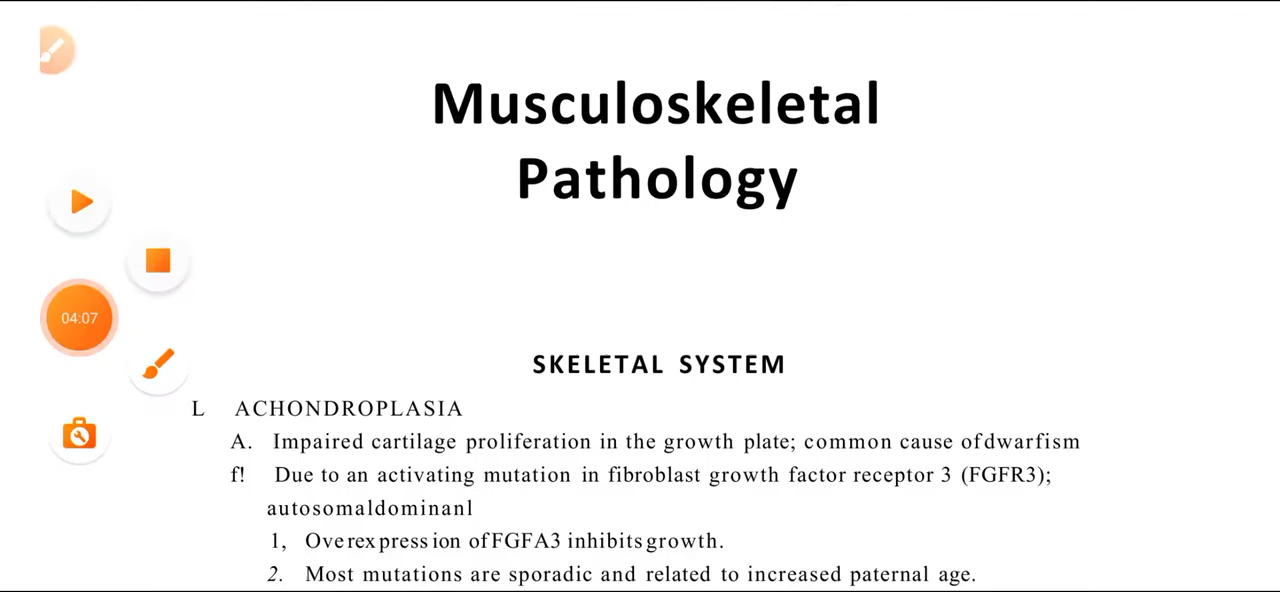 Musculoskeletal
Pathology
04:07
SKELETAL SYSTEM
L ACHONDROPLASIA
A. Impaired cartilage proliferation in the growth plate; common cause ofdwarfism
f! Due to an activating mutation in fibroblast growth factor receptor 3 (FGFR3);
autosomaldominanl
1, Overexpression ofFGFA3 inhibitsgrowth.
2. Most mutations are sporadic and related to increased paternal age.